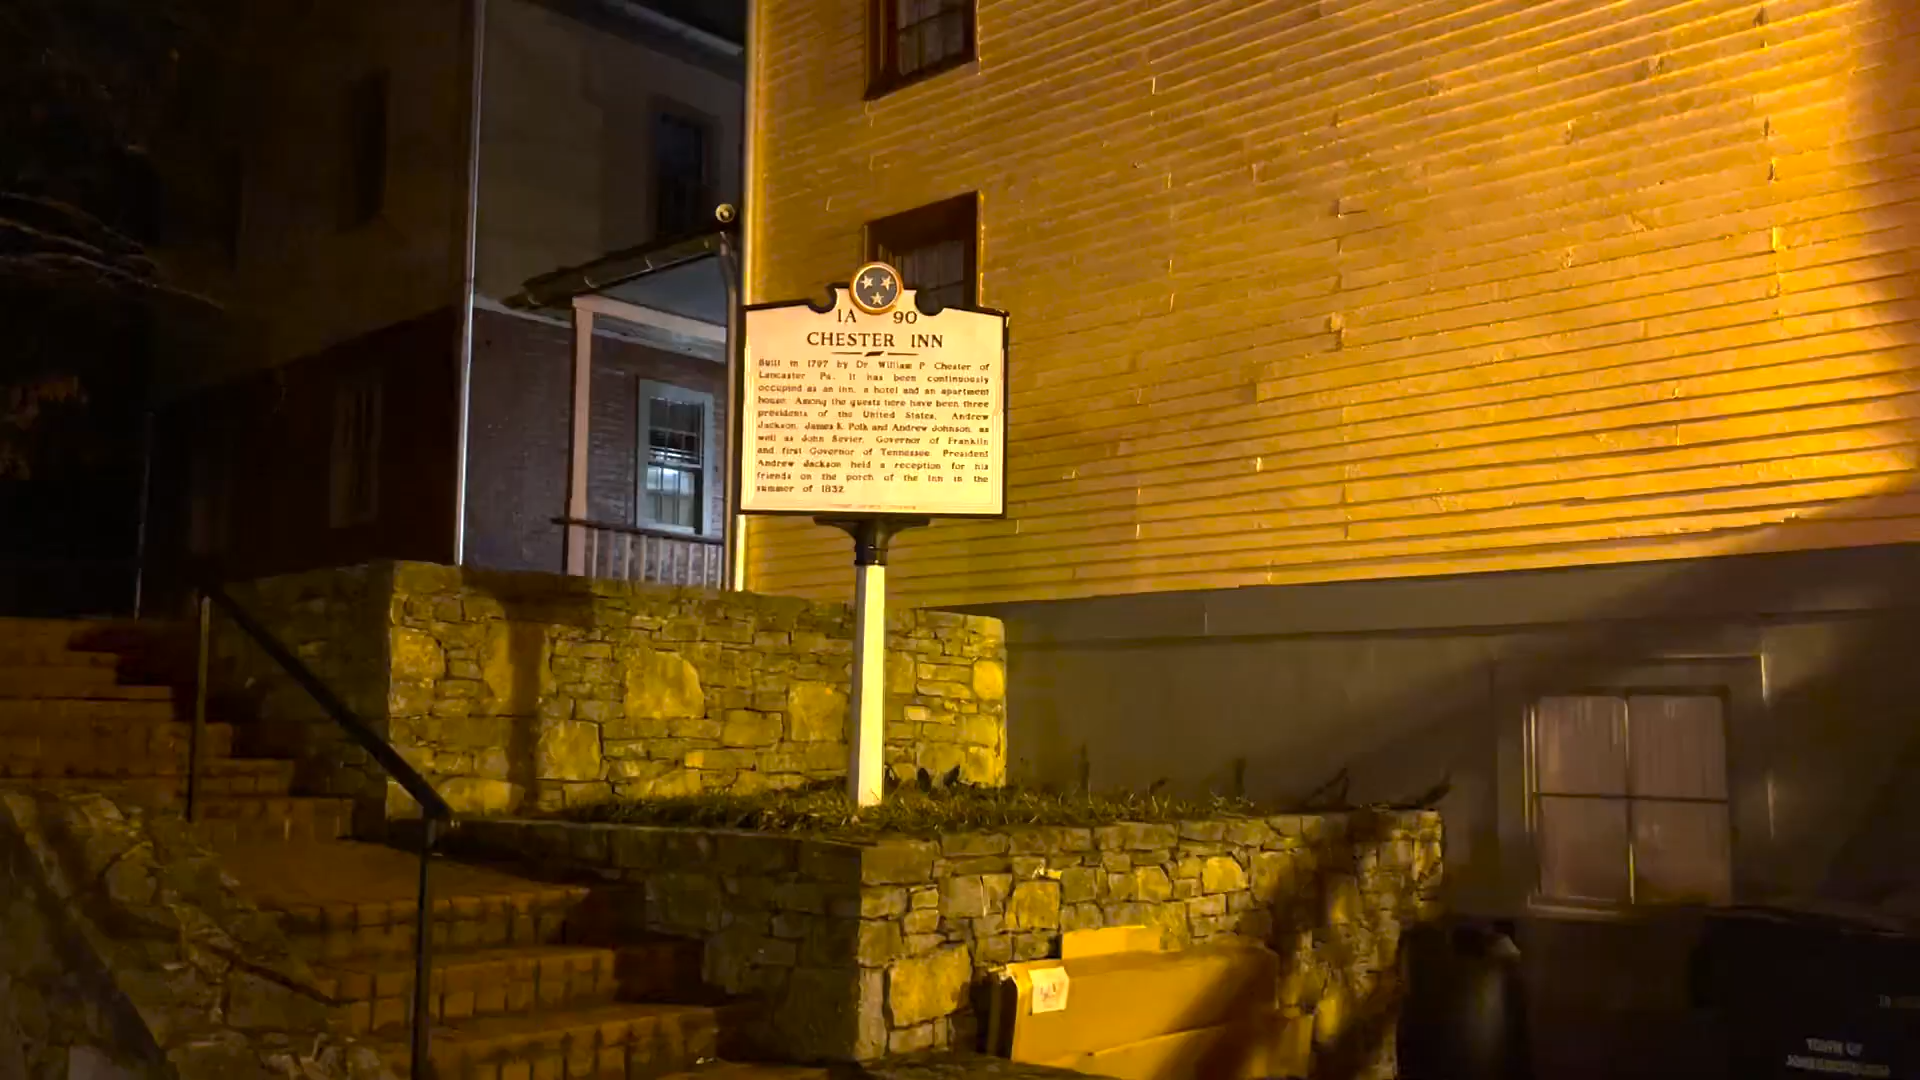 1A 90
CHESTER INN
Built in 1797 by Dr. William P. Chester of
Lancaster, Pa., it has been continuously
occupied as an inn, a hotel and an apartment
house. Among the guests here have been three
presidents of the United States, Andrew
Jackson, James K. Polk and Andrew Johnson, as
well as John Sevier, Governor of Franklin
and first Governor of Tennessee. President
Andrew Jackson held a reception for his
friends on the porch of the Inn in the
summer of 1832.
TOWN OF
JONESBOROUGH